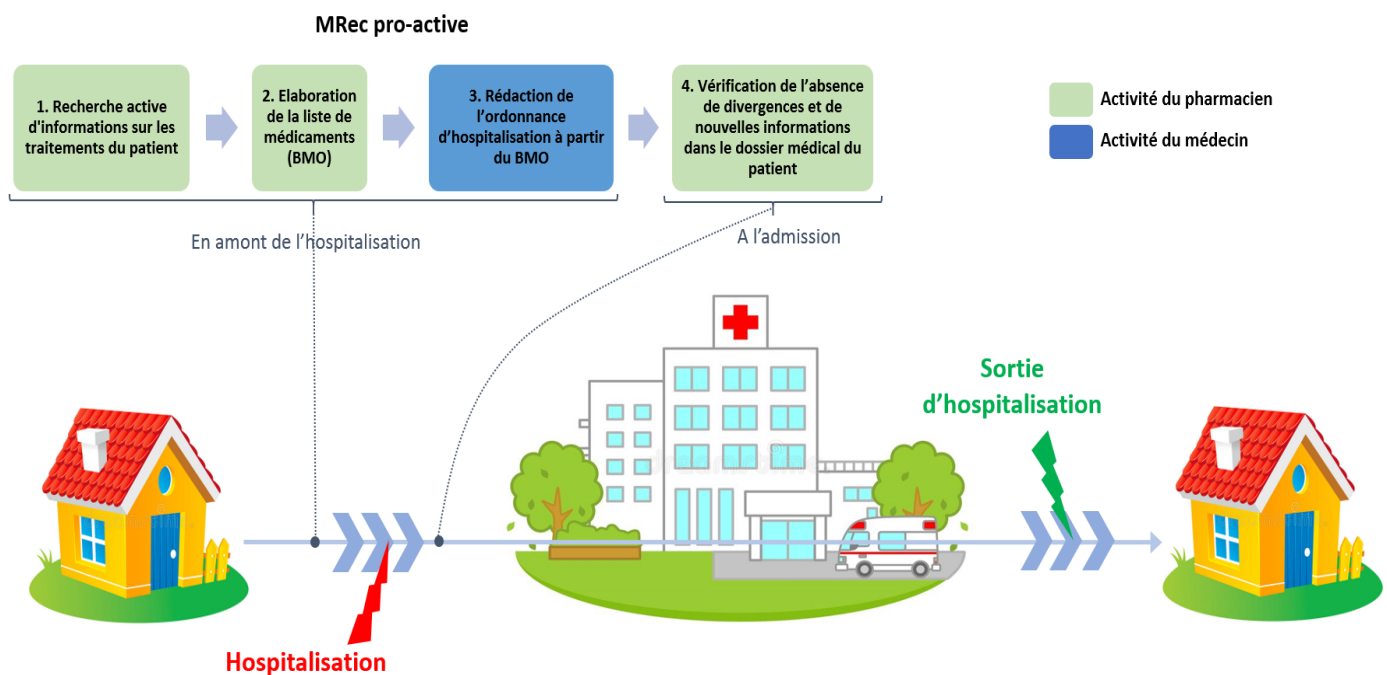 MRec pro-active
1. Recherche active
d'informations sur les
traitements du patient
2. Elaboration
de la liste de
médicaments
(BMO)
3. Rédaction de
l'ordonnance
d'hospitalisation à partir
du BMO
4. Vérification de l'absence
de divergences et de
nouvelles informations
dans le dossier médical du
patient
Activité du pharmacien
Activité du médecin
En amont de l'hospitalisation
A l'admission
Sortie
d'hospitalisation
Hospitalisation